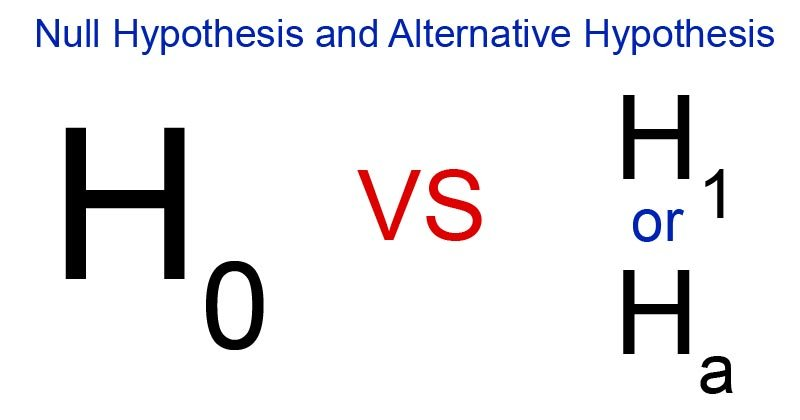 Null Hypothesis and Alternative Hypothesis
H0
VS
H1
or
Ha